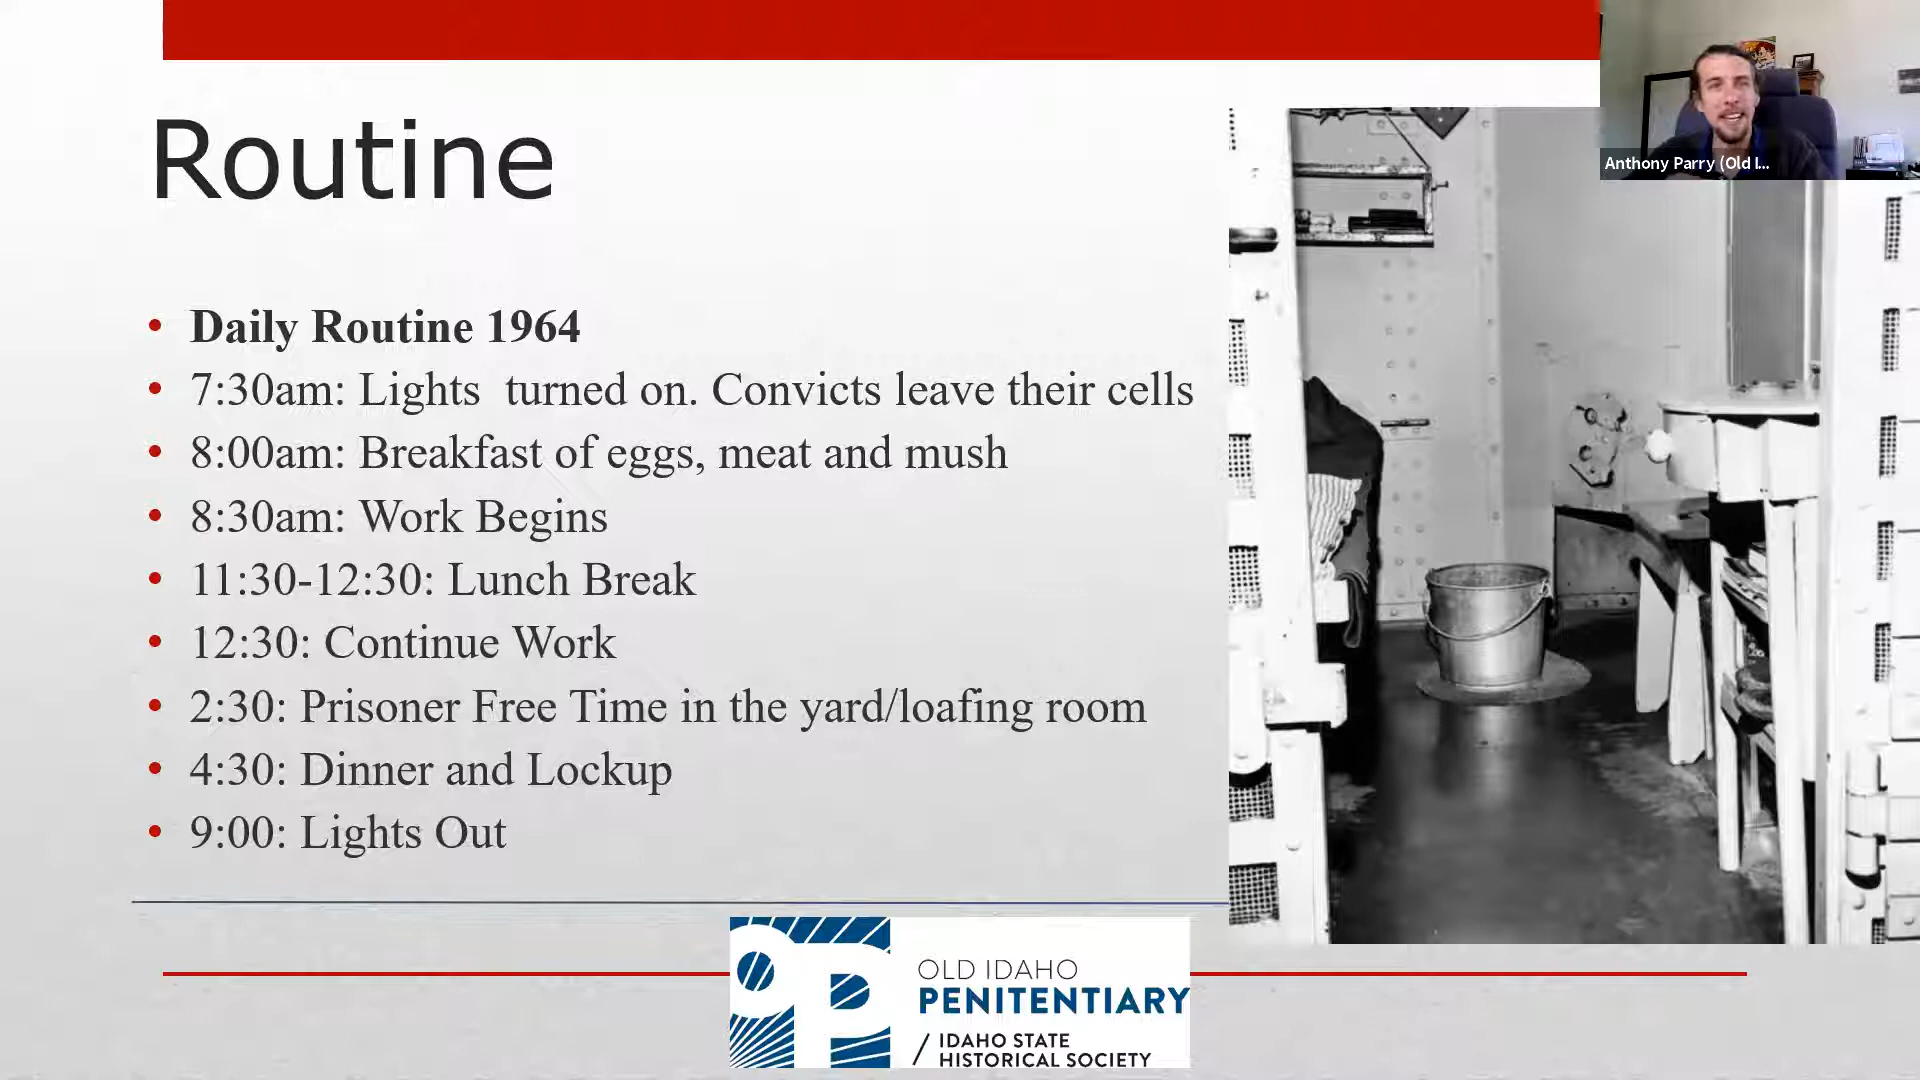 Routine
Anthony Parry (Old I...
• Daily Routine 1964
• 7:30am: Lights  turned on. Convicts leave their cells
• 8:00am: Breakfast of eggs, meat and mush
• 8:30am: Work Begins
• 11:30-12:30: Lunch Break
• 12:30: Continue Work
• 2:30: Prisoner Free Time in the yard/loafing room
• 4:30: Dinner and Lockup
• 9:00: Lights Out
OP
OLD IDAHO
PENITENTIARY
/ IDAHO STATE
HISTORICAL SOCIETY